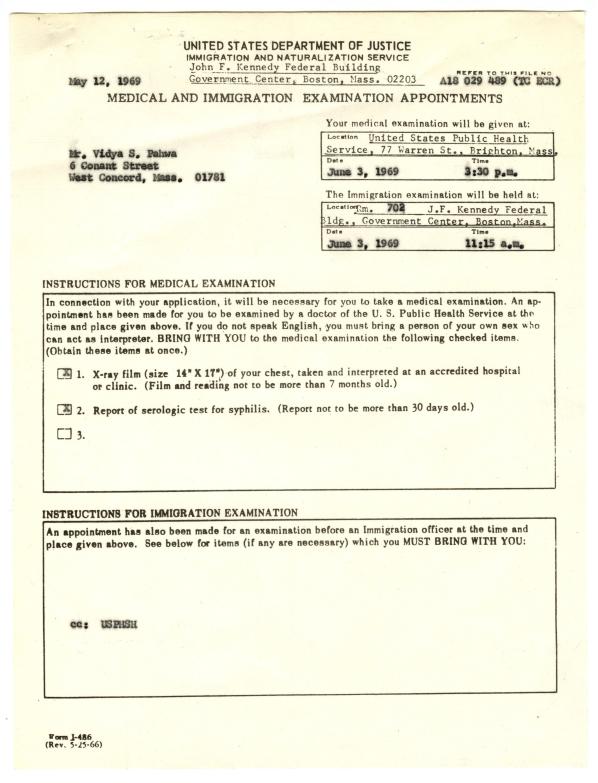 UNITED STATES DEPARTMENT OF JUSTICE
IMMIGRATION AND NATURALIZATION SERVICE
John F. Kennedy Federal Building
May 12, 1969 Government Center, Boston, Mass. 02203
REFER TO THIS FILE NO
A18 029 489 (TC ECR)
MEDICAL AND IMMIGRATION EXAMINATION APPOINTMENTS
Mr. Vidya S. Pahwa
6 Conant Street
West Concord, Mass. 01781
Your medical examination will be given at:
Location United States Public Health
Service, 77 Warren St., Brighton, Mass.
Date Time
June 3, 1969 3:30 p.m.
The Immigration examination will be held at:
Location Rm. 702 J.F. Kennedy Federal
Bldg., Government Center, Boston,Mass.
Date Time
June 3, 1969 11:15 a.m.
INSTRUCTIONS FOR MEDICAL EXAMINATION
In connection with your application, it will be necessary for you to take a medical examination. An ap-
pointment has been made for you to be examined by a doctor of the U. S. Public Health Service at the
time and place given above. If you do not speak English, you must bring a person of your own sex who
can act as interpreter. BRING WITH YOU to the medical examination the following checked items.
(Obtain these items at once.)
X 1. X-ray film (size 14" X 17") of your chest, taken and interpreted at an accredited hospital
or clinic. (Film and reading not to be more than 7 months old.)
X 2. Report of serologic test for syphilis. (Report not to be more than 30 days old.)
3.
INSTRUCTIONS FOR IMMIGRATION EXAMINATION
An appointment has also been made for an examination before an Immigration officer at the time and
place given above. See below for items (if any are necessary) which you MUST BRING WITH YOU:
cc: USPHSH
Form I-486
(Rev. 5-25-66)